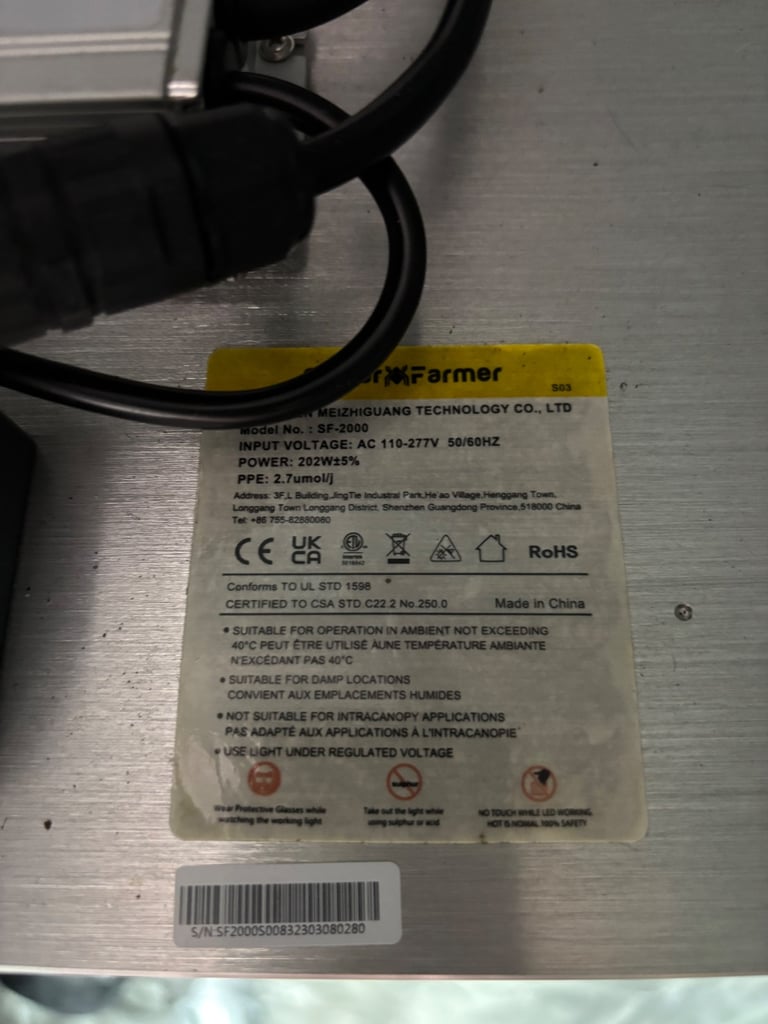 Farmer
S03
MEIZHIGUANG TECHNOLOGY CO., LTD
Model No. : SF-2000
INPUT VOLTAGE: AC 110-277V 50/60HZ
POWER: 202W±5%
PPE: 2.7umol/j
Address: 3F,L Building,JingTie Industrial Park,He'ao Village,Henggang Town,
Longgang Town Longgang District, Shenzhen Guangdong Province,518000 China
Tel: +86 755-82880080
CE UK CA RoHS
Conforms TO UL STD 1598
CERTIFIED TO CSA STD C22.2 No.250.0 Made in China
• SUITABLE FOR OPERATION IN AMBIENT NOT EXCEEDING
40°C PEUT ÊTRE UTILISÉ ÀUNE TEMPÉRATURE AMBIANTE
N'EXCÉDANT PAS 40°C
• SUITABLE FOR DAMP LOCATIONS
CONVIENT AUX EMPLACEMENTS HUMIDES
• NOT SUITABLE FOR INTRACANOPY APPLICATIONS
PAS ADAPTÉ AUX APPLICATIONS À L'INTRACANOPIE
• USE LIGHT UNDER REGULATED VOLTAGE
Wear Protective Glasses while
watching the working light
Take out the light while
using sulphur or acid
NO TOUCH WHILE LED WORKING
HOT IS NOMAL 100% SAFETY
S/N:SF2000S00832303080280